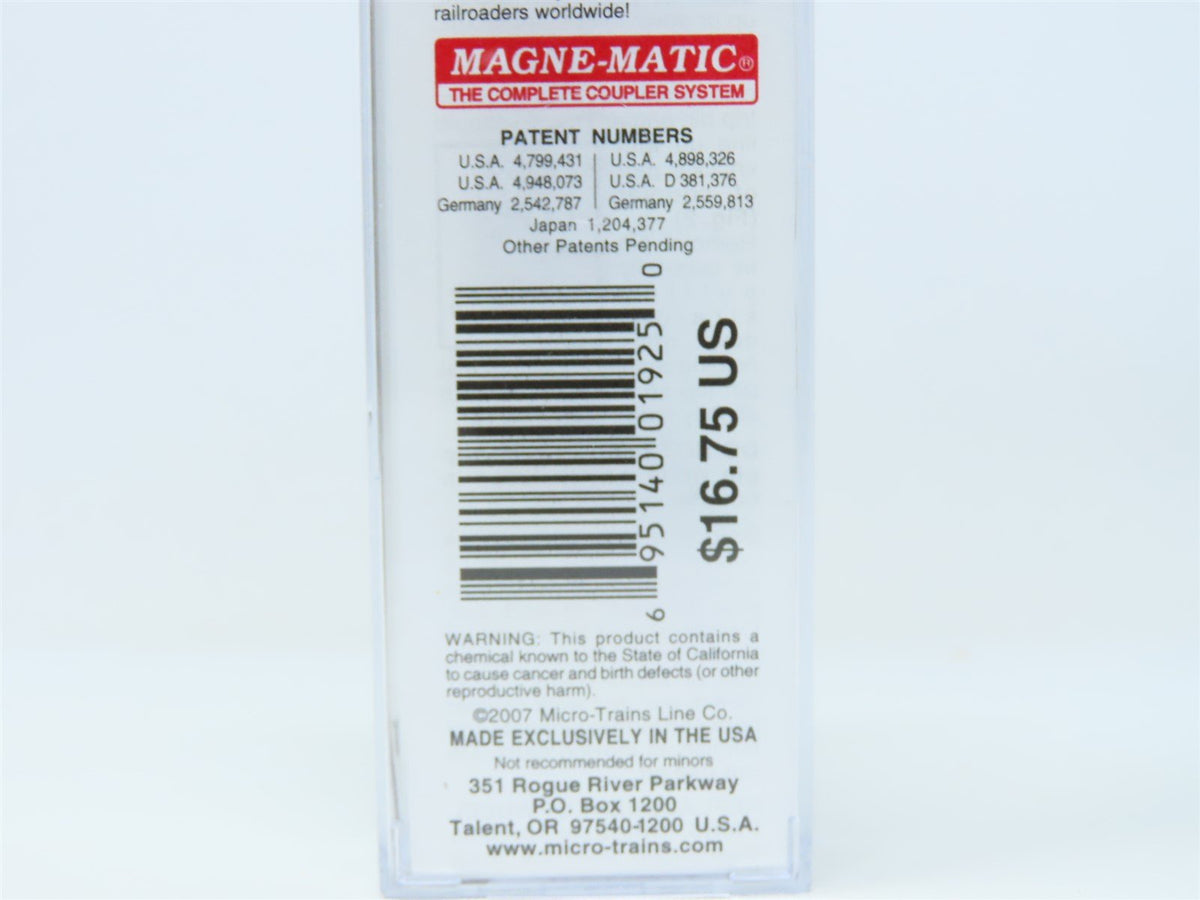 railroaders worldwide!
MAGNE-MATIC®
THE COMPLETE COUPLER SYSTEM
PATENT NUMBERS
U.S.A. 4,799,431 | U.S.A. 4,898,326
U.S.A. 4,948,073 | U.S.A. D 381,376
Germany 2,542,787 | Germany 2,559,813
Japan 1,204,377
Other Patents Pending
6 95140 01925 0
$16.75 US
WARNING: This product contains a
chemical known to the State of California
to cause cancer and birth defects (or other
reproductive harm).
©2007 Micro-Trains Line Co.
MADE EXCLUSIVELY IN THE USA
Not recommended for minors
351 Rogue River Parkway
P.O. Box 1200
Talent, OR 97540-1200 U.S.A.
www.micro-trains.com